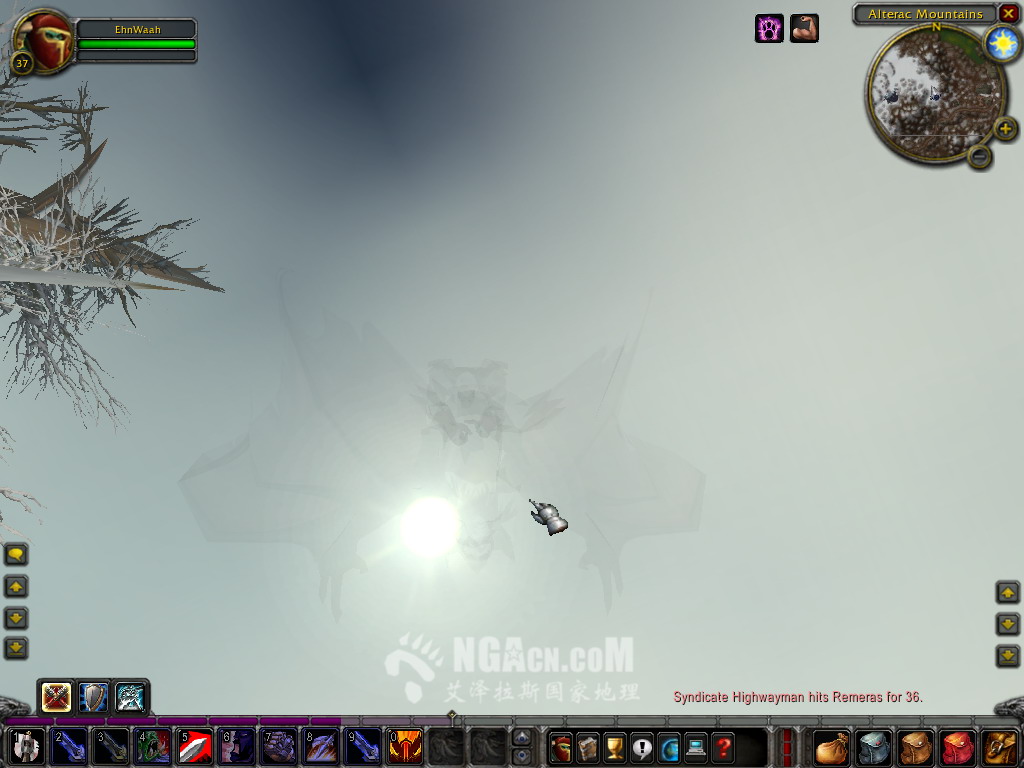 EhnWaah
37
Alterac Mountains
N
NGACN.COM
艾泽拉斯国家地理
Syndicate Highwayman hits Remeras for 36.
2 3 4 5 6 7 8 9 0